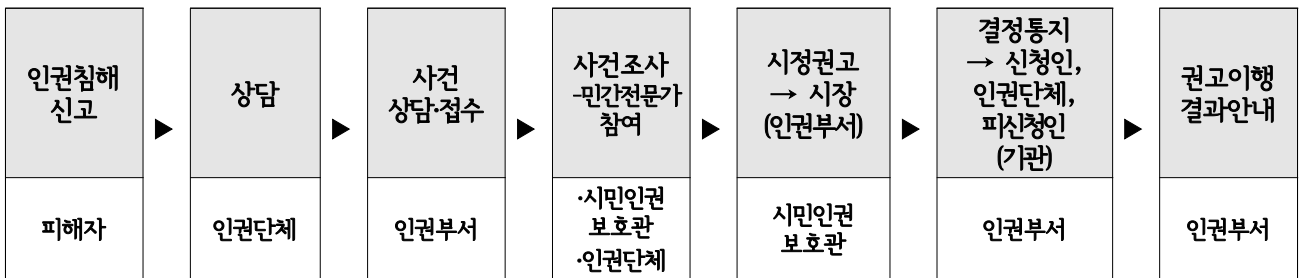 인권침해
신고
피해자
▶
상담
인권단체
▶
사건
상담·접수
인권부서
▶
사건조사
-민간전문가
참여
·시민인권
보호관
·인권단체
▶
시정권고
→ 시장
(인권부서)
시민인권
보호관
▶
결정통지
→ 신청인,
인권단체,
피신청인
(기관)
인권부서
▶
권고이행
결과안내
인권부서